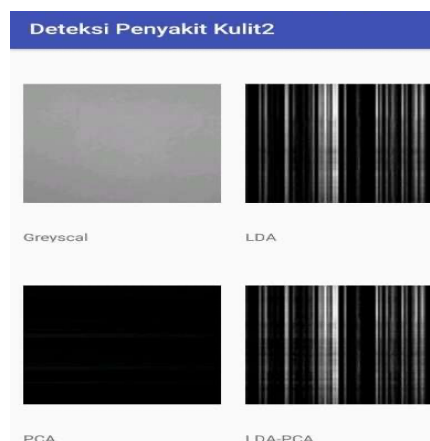 Deteksi Penyakit Kulit2
Greyscal
LDA
PCA
LDA-PCA